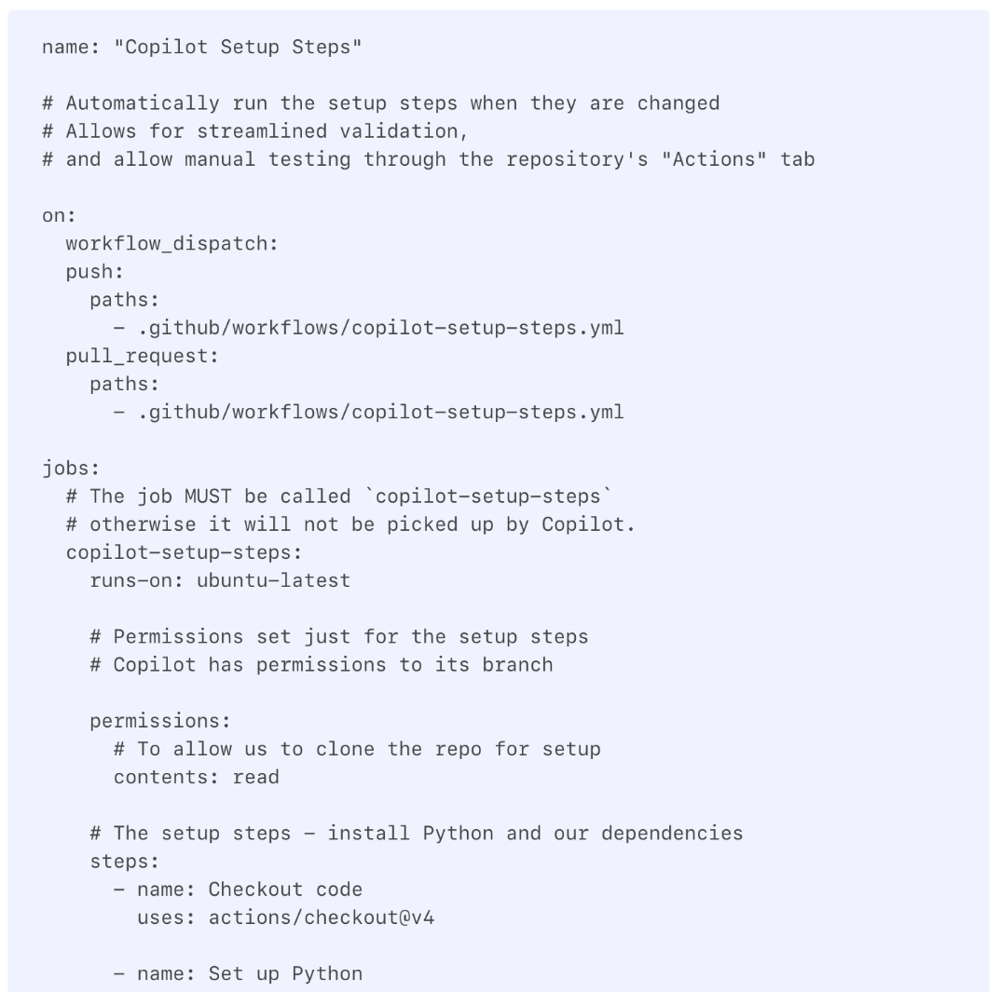 name: "Copilot Setup Steps"

# Automatically run the setup steps when they are changed
# Allows for streamlined validation,
# and allow manual testing through the repository's "Actions" tab

on:
  workflow_dispatch:
  push:
    paths:
      - .github/workflows/copilot-setup-steps.yml
  pull_request:
    paths:
      - .github/workflows/copilot-setup-steps.yml

jobs:
  # The job MUST be called `copilot-setup-steps`
  # otherwise it will not be picked up by Copilot.
  copilot-setup-steps:
    runs-on: ubuntu-latest

    # Permissions set just for the setup steps
    # Copilot has permissions to its branch

    permissions:
      # To allow us to clone the repo for setup
      contents: read

    # The setup steps - install Python and our dependencies
    steps:
      - name: Checkout code
        uses: actions/checkout@v4

      - name: Set up Python